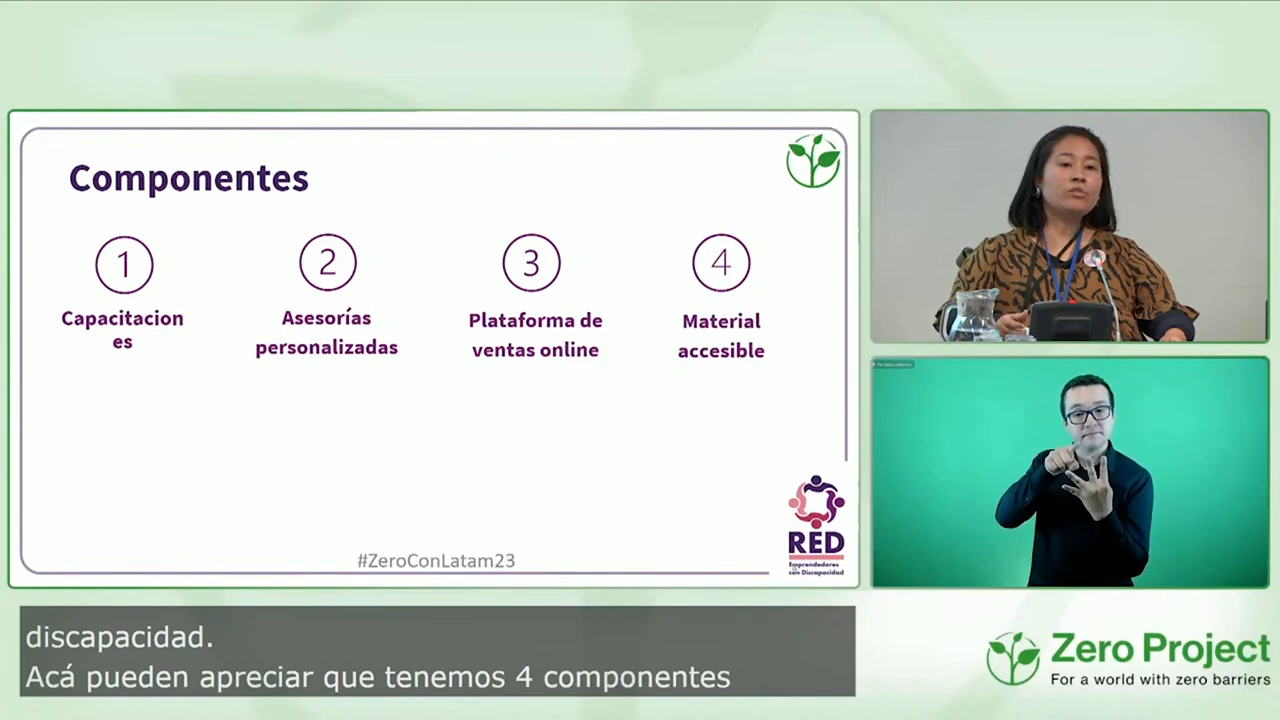 Componentes
1
Capacitacion
es
2
Asesorías
personalizadas
3
Plataforma de
ventas online
4
Material
accesible
#ZeroConLatam23
RED
Emprendedores
con Discapacidad
discapacidad.
Acá pueden apreciar que tenemos 4 componentes
Zero Project
For a world with zero barriers